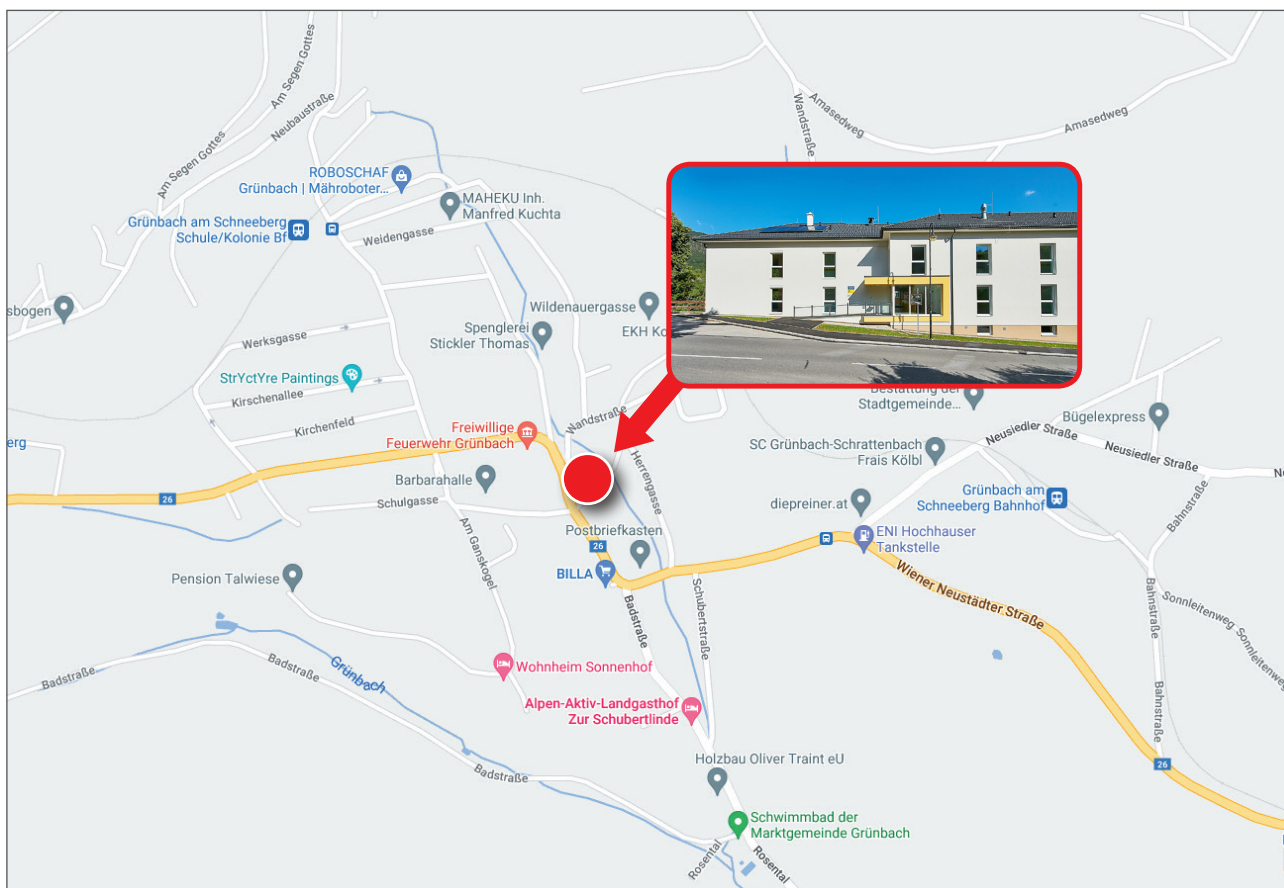 Am Segen Gottes
Am Segen Gottes
Neubaustraße
Am Segen Gottes
Wandstraße
Amasedweg
Amasedweg
ROBOSCHAF
Grünbach | Mähroboter...
MAHEKU Inh.
Manfred Kuchta
Grünbach am Schneeberg
Schule/Kolonie Bf
Weidengasse
sbogen
Wildenauergasse
EKH Ko
Spenglerei
Stickler Thomas
Werksgasse
StrYctYre Paintings
Kirschenallee
Kirchenfeld
Bestattung der
Stadtgemeinde...
Bügelexpress
Wandstraße
Freiwillige
Feuerwehr Grünbach
erg
SC Grünbach-Schrattenbach
Frais Kölbl
Neusiedler Straße
Neusiedler Straße
Ne
Herrengasse
Barbarahalle
Schulgasse
26
diepreiner.at
Grünbach am
Schneeberg Bahnhof
Bahnstraße
Am Ganskogel
Postbriefkasten
26
ENI Hochhauser
Tankstelle
BILLA
Pension Talwiese
Wiener Neustädter Straße
Badstraße
Schubertstraße
Bahnstraße
Sonnleitenweg
Sonnleitenweg
Badstraße
Grünbach
Badstraße
Wohnheim Sonnenhof
Alpen-Aktiv-Landgasthof
Zur Schubertlinde
Bahnstraße
26
Badstraße
Holzbau Oliver Traint eU
Schwimmbad der
Marktgemeinde Grünbach
Rosental
Rosental